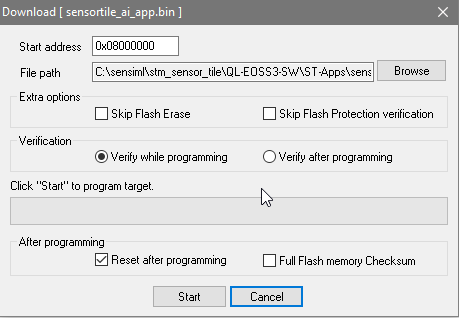 Download [ sensortile_ai_app.bin ]
Start address
0x08000000
File path
C:\sensiml\stm_sensor_tile\QL-EOSS3-SW\ST-Apps\sens
Browse
Extra options
Skip Flash Erase
Skip Flash Protection verification
Verification
Verify while programming
Verify after programming
Click "Start" to program target.
After programming
Reset after programming
Full Flash memory Checksum
Start
Cancel